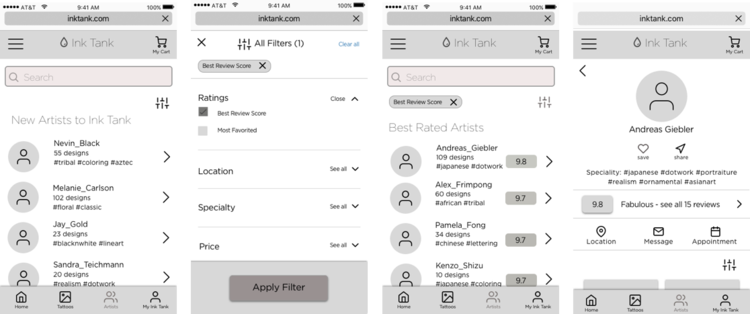 AT&T 9:41 AM 100%
inktank.com
Ink Tank
My Cart
Search
New Artists to Ink Tank
Nevin_Black
55 designs
#tribal #coloring #aztec
Melanie_Carlson
102 designs
#floral #classic
Jay_Gold
23 designs
#blacknwhite #lineart
Sandra_Teichmann
20 designs
#realism #dotwork
Home Tattoos Artists My Ink Tank
AT&T 9:41 AM 100%
inktank.com
All Filters (1) Clear all
Best Review Score
Ratings Close
Best Review Score
Most Favorited
Location See all
Specialty See all
Price See all
Apply Filter
AT&T 9:41 AM 100%
inktank.com
Ink Tank
My Cart
Search
Best Review Score
Best Rated Artists
Andreas_Giebler
109 designs 9.8
#japanese #dotwork
Alex_Frimpong
60 designs 9.7
#african #tribal
Pamela_Fong
34 designs 9.7
#chinese #lettering
Kenzo_Shizu
10 designs 9.7
#japanese #coloring
Home Tattoos Artists My Ink Tank
AT&T 9:41 AM 100%
inktank.com
Ink Tank
My Cart
Andreas Giebler
save share
Speciality: #japanese #dotwork #portraiture
#realism #ornamental #asianart
9.8 Fabulous - see all 15 reviews
Location Message Appointment
Home Tattoos Artists My Ink Tank